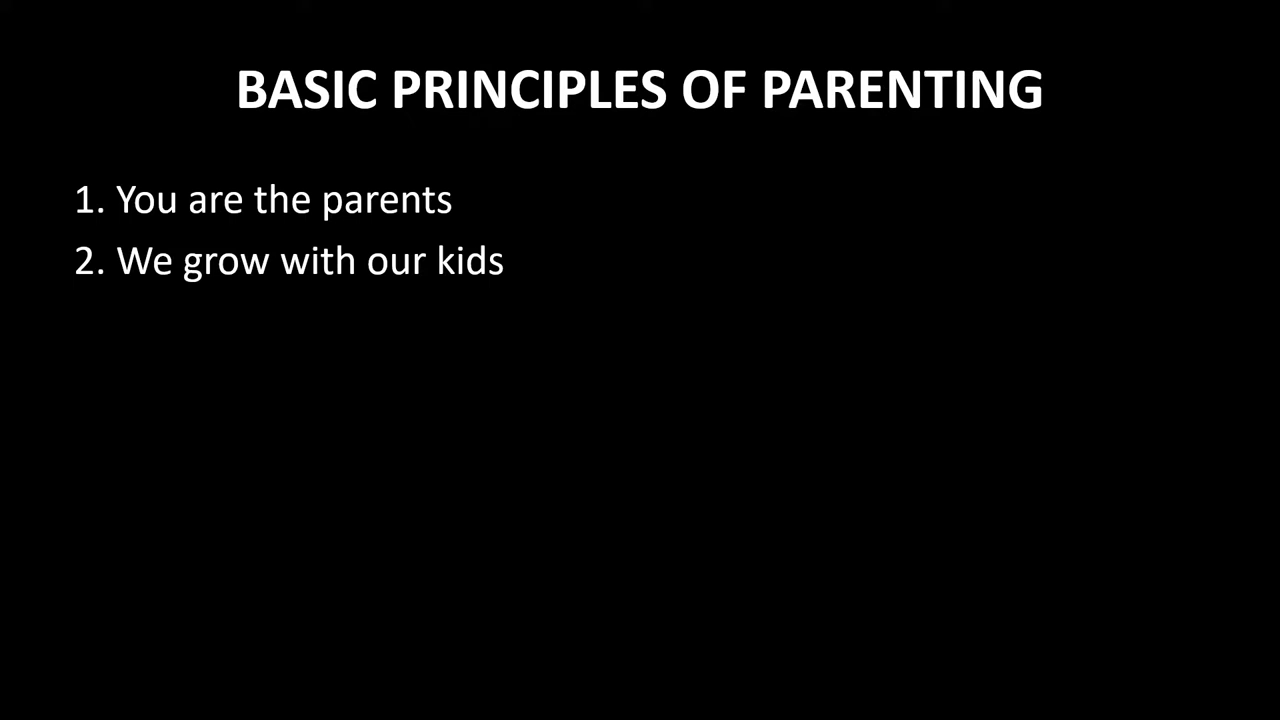 BASIC PRINCIPLES OF PARENTING
1. You are the parents
2. We grow with our kids